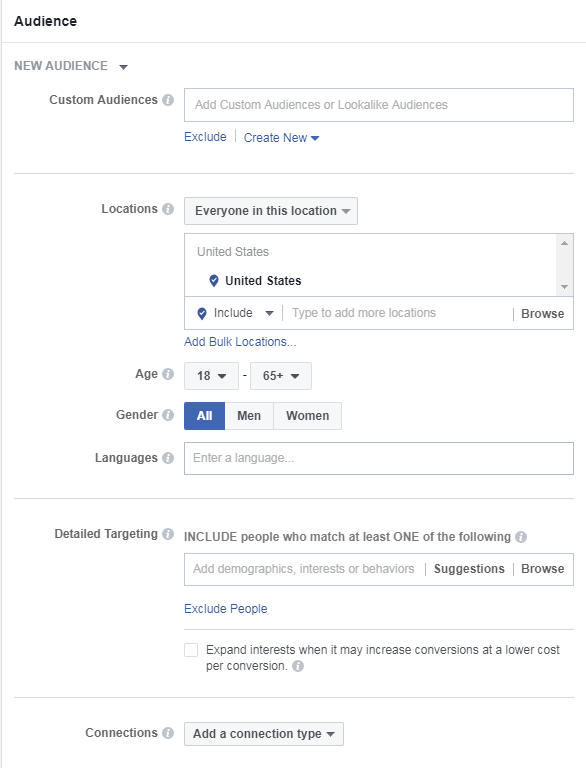 Audience
NEW AUDIENCE
Custom Audiences
Add Custom Audiences or Lookalike Audiences
Exclude
Create New
Locations
Everyone in this location
United States
United States
Include
Type to add more locations
Browse
Add Bulk Locations...
Age
18 - 65+
Gender
All Men Women
Languages
Enter a language...
Detailed Targeting
INCLUDE people who match at least ONE of the following
Add demographics, interests or behaviors
Suggestions
Browse
Exclude People
Expand interests when it may increase conversions at a lower cost
per conversion.
Connections
Add a connection type